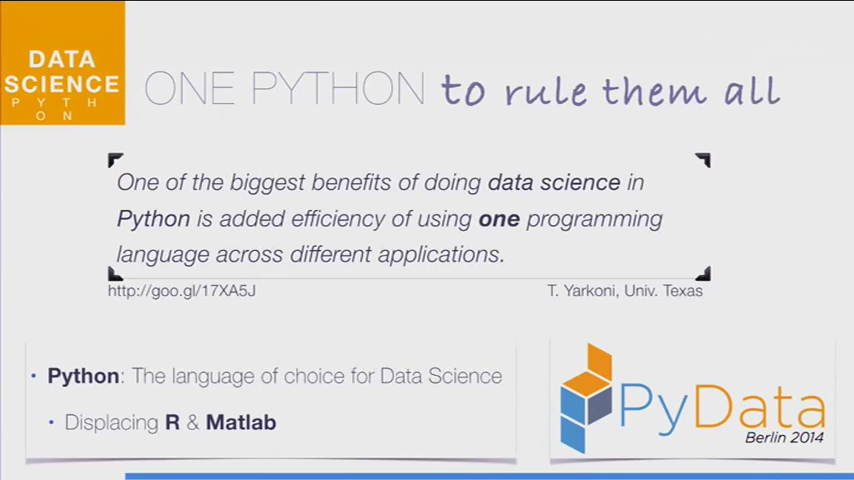 DATA
SCIENCE
PYTH
ON
ONE PYTHON to rule them all
One of the biggest benefits of doing data science in
Python is added efficiency of using one programming
language across different applications.
http://goo.gl/17XA5J
T. Yarkoni, Univ. Texas
• Python: The language of choice for Data Science
• Displacing R & Matlab
PyData
Berlin 2014